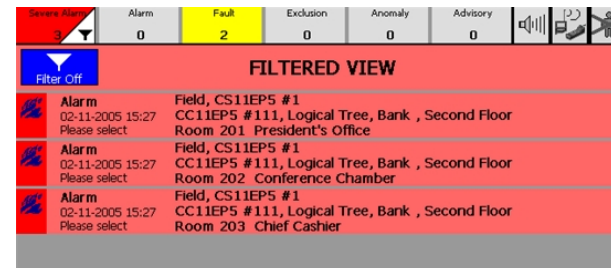 Severe Alarm Alarm Fault Exclusion Anomaly Advisory
3 0 2 0 0 0
Filter Off
FILTERED VIEW
Alarm
02-11-2005 15:27
Please select
Field, CS11EP5 #1
CC11EP5 #111, Logical Tree, Bank , Second Floor
Room 201 President's Office
Alarm
02-11-2005 15:27
Please select
Field, CS11EP5 #1
CC11EP5 #111, Logical Tree, Bank , Second Floor
Room 202 Conference Chamber
Alarm
02-11-2005 15:27
Please select
Field, CS11EP5 #1
CC11EP5 #111, Logical Tree, Bank , Second Floor
Room 203 Chief Cashier